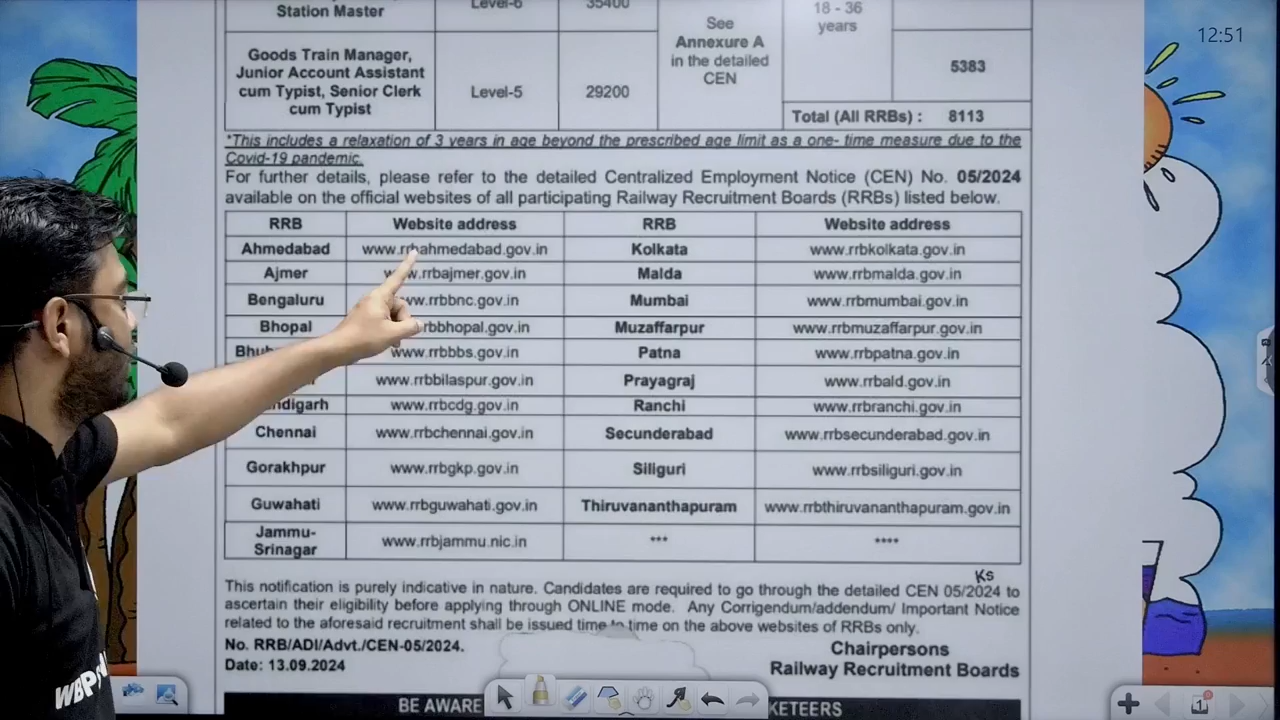 12:51
Station Master
Level-6
35400
See
Annexure A
in the detailed
CEN
18 - 36
years
Goods Train Manager,
Junior Account Assistant
cum Typist, Senior Clerk
cum Typist
Level-5
29200
5383
Total (All RRBs) : 8113
*This includes a relaxation of 3 years in age beyond the prescribed age limit as a one- time measure due to the
Covid-19 pandemic.
For further details, please refer to the detailed Centralized Employment Notice (CEN) No. 05/2024
available on the official websites of all participating Railway Recruitment Boards (RRBs) listed below.
RRB Website address RRB Website address
Ahmedabad www.rrbahmedabad.gov.in Kolkata www.rrbkolkata.gov.in
Ajmer www.rrbajmer.gov.in Malda www.rrbmalda.gov.in
Bengaluru www.rrbbnc.gov.in Mumbai www.rrbmumbai.gov.in
Bhopal rrbbhopal.gov.in Muzaffarpur www.rrbmuzaffarpur.gov.in
www.rrbbbs.gov.in Patna www.rrbpatna.gov.in
www.rrbbilaspur.gov.in Prayagraj www.rrbald.gov.in
ndigarh www.rrbcdg.gov.in Ranchi www.rrbranchi.gov.in
Chennai www.rrbchennai.gov.in Secunderabad www.rrbsecunderabad.gov.in
Gorakhpur www.rrbgkp.gov.in Siliguri www.rrbsiliguri.gov.in
Guwahati www.rrbguwahati.gov.in Thiruvananthapuram www.rrbthiruvananthapuram.gov.in
Jammu-
Srinagar www.rrbjammu.nic.in *** ****
Ks
This notification is purely indicative in nature. Candidates are required to go through the detailed CEN 05/2024 to
ascertain their eligibility before applying through ONLINE mode. Any Corrigendum/addendum/ Important Notice
related to the aforesaid recruitment shall be issued time to time on the above websites of RRBs only.
No. RRB/ADI/Advt./CEN-05/2024.
Date: 13.09.2024
Chairpersons
Railway Recruitment Boards
BE AWARE KETEERS
1